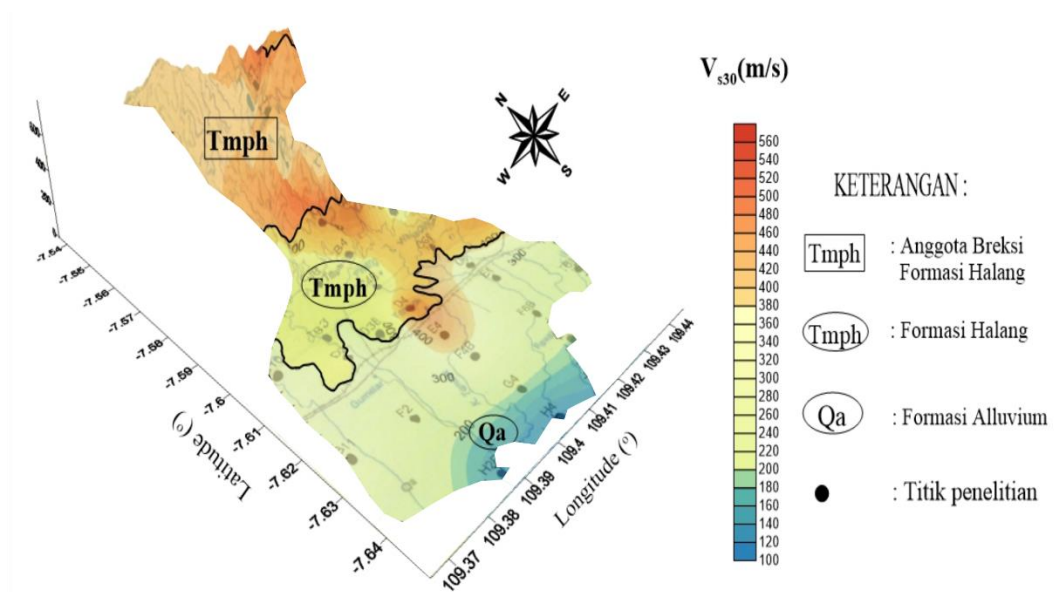 Vs30(m/s)
N
E
W
S
Tmph
Tmph
Qa
300
400
300
200
F2
G4
H4
-7.54
-7.55
-7.56
-7.57
-7.58
-7.59
-7.6
-7.61
-7.62
-7.63
-7.64
Latitude (°)
109.37
109.38
109.39
109.4
109.41
109.42
109.43
109.44
Longitude (°)
560
540
520
500
480
460
440
420
400
380
360
340
320
300
280
260
240
220
200
180
160
140
120
100
KETERANGAN :
Tmph : Anggota Breksi
Formasi Halang
Tmph : Formasi Halang
Qa : Formasi Alluvium
: Titik penelitian